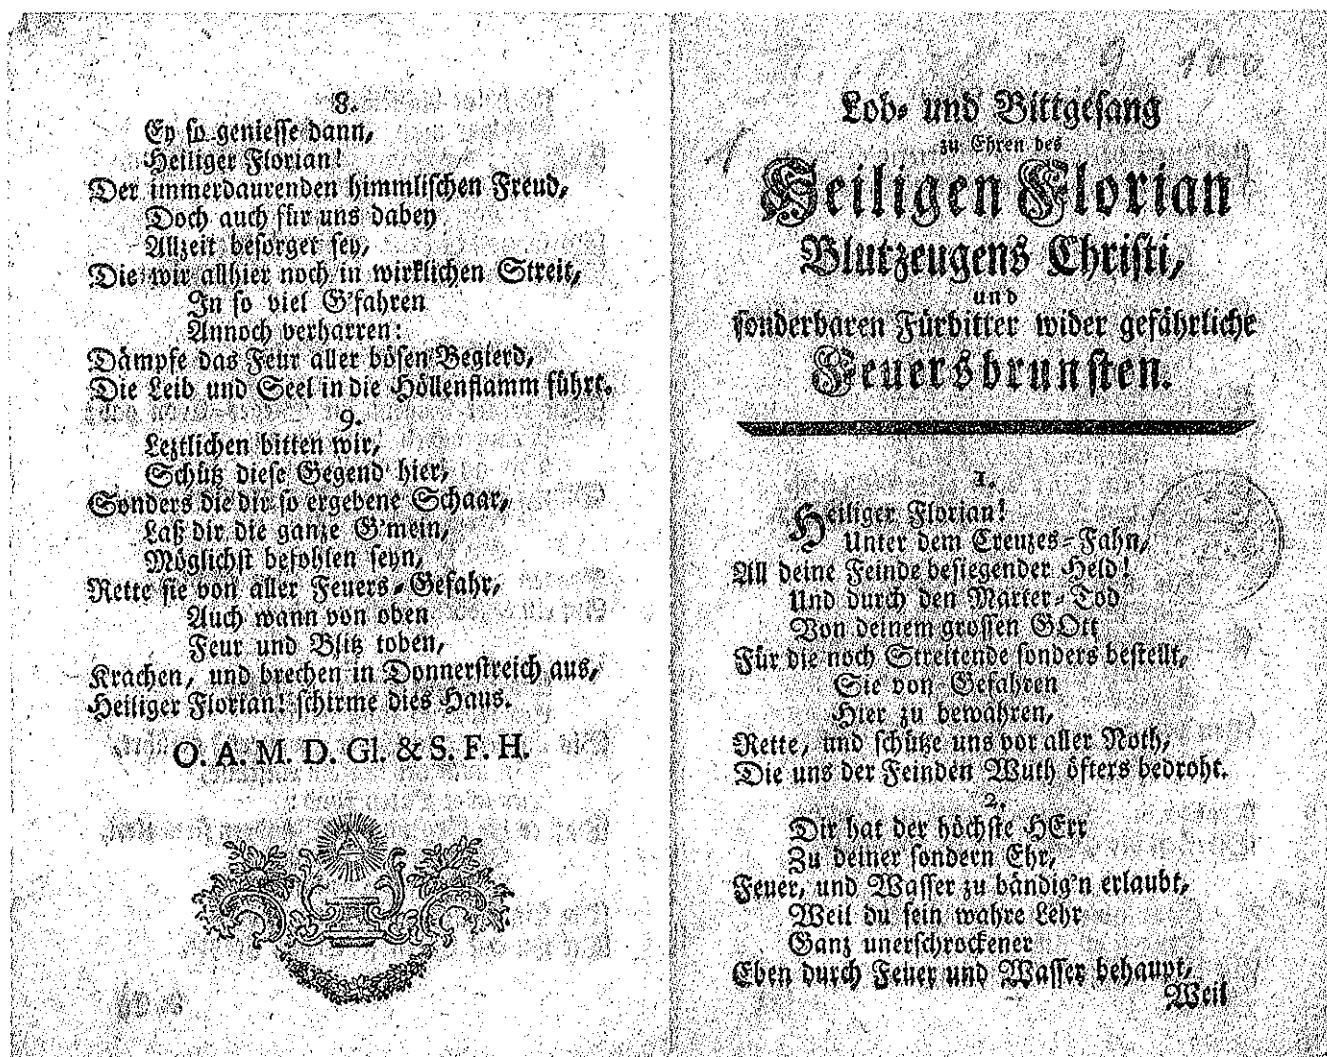 8.
Ey so geniesse dann,
Heiliger Florian!
Der immerdaurenden himmlischen Freud,
Doch auch für uns dabey
Allzeit besorget sey,
Die wir allhier noch in wirklichen Streit,
In so viel G'fahren
Annoch verharren:
Dämpfe das Feur aller bösen Begierd,
Die Leib und Seel in die Höllenflamm führt.
9.
Leztlichen bitten wir,
Schütz diese Gegend hier,
Sonders die dir so ergebene Schaar,
Laß dir die ganze G'mein,
Möglichst befohlen seyn,
Rette sie von aller Feuers-Gefahr,
Auch wann von oben
Feur und Blitz toben,
Krachen, und brechen in Donnerstreich aus,
Heiliger Florian! schirme dies Haus.
O. A. M. D. Gl. & S. F. H.
Lob- und Bittgesang
zu Ehren des
Heiligen Florian
Blutzeugens Christi,
und
sonderbaren Fürbitter wider gefährliche
Feuersbrunsten.
1.
Heiliger Florian!
Unter dem Creuzes-Fahn,
All deine Feinde besiegender Held!
Und durch den Marter-Tod
Von deinem grossen GOtt
Für die noch Streitende sonders bestellt,
Sie von Gefahren
Hier zu bewahren,
Rette, und schütze uns vor aller Noth,
Die uns der Feinden Wuth öfters bedroht.
2.
Dir hat der höchste HErr
Zu deiner sondern Ehr,
Feuer, und Wasser zu bändig'n erlaubt,
Weil du sein wahre Lehr
Ganz unerschrockener
Eben durch Feuer und Wasser behaupt,
Weil